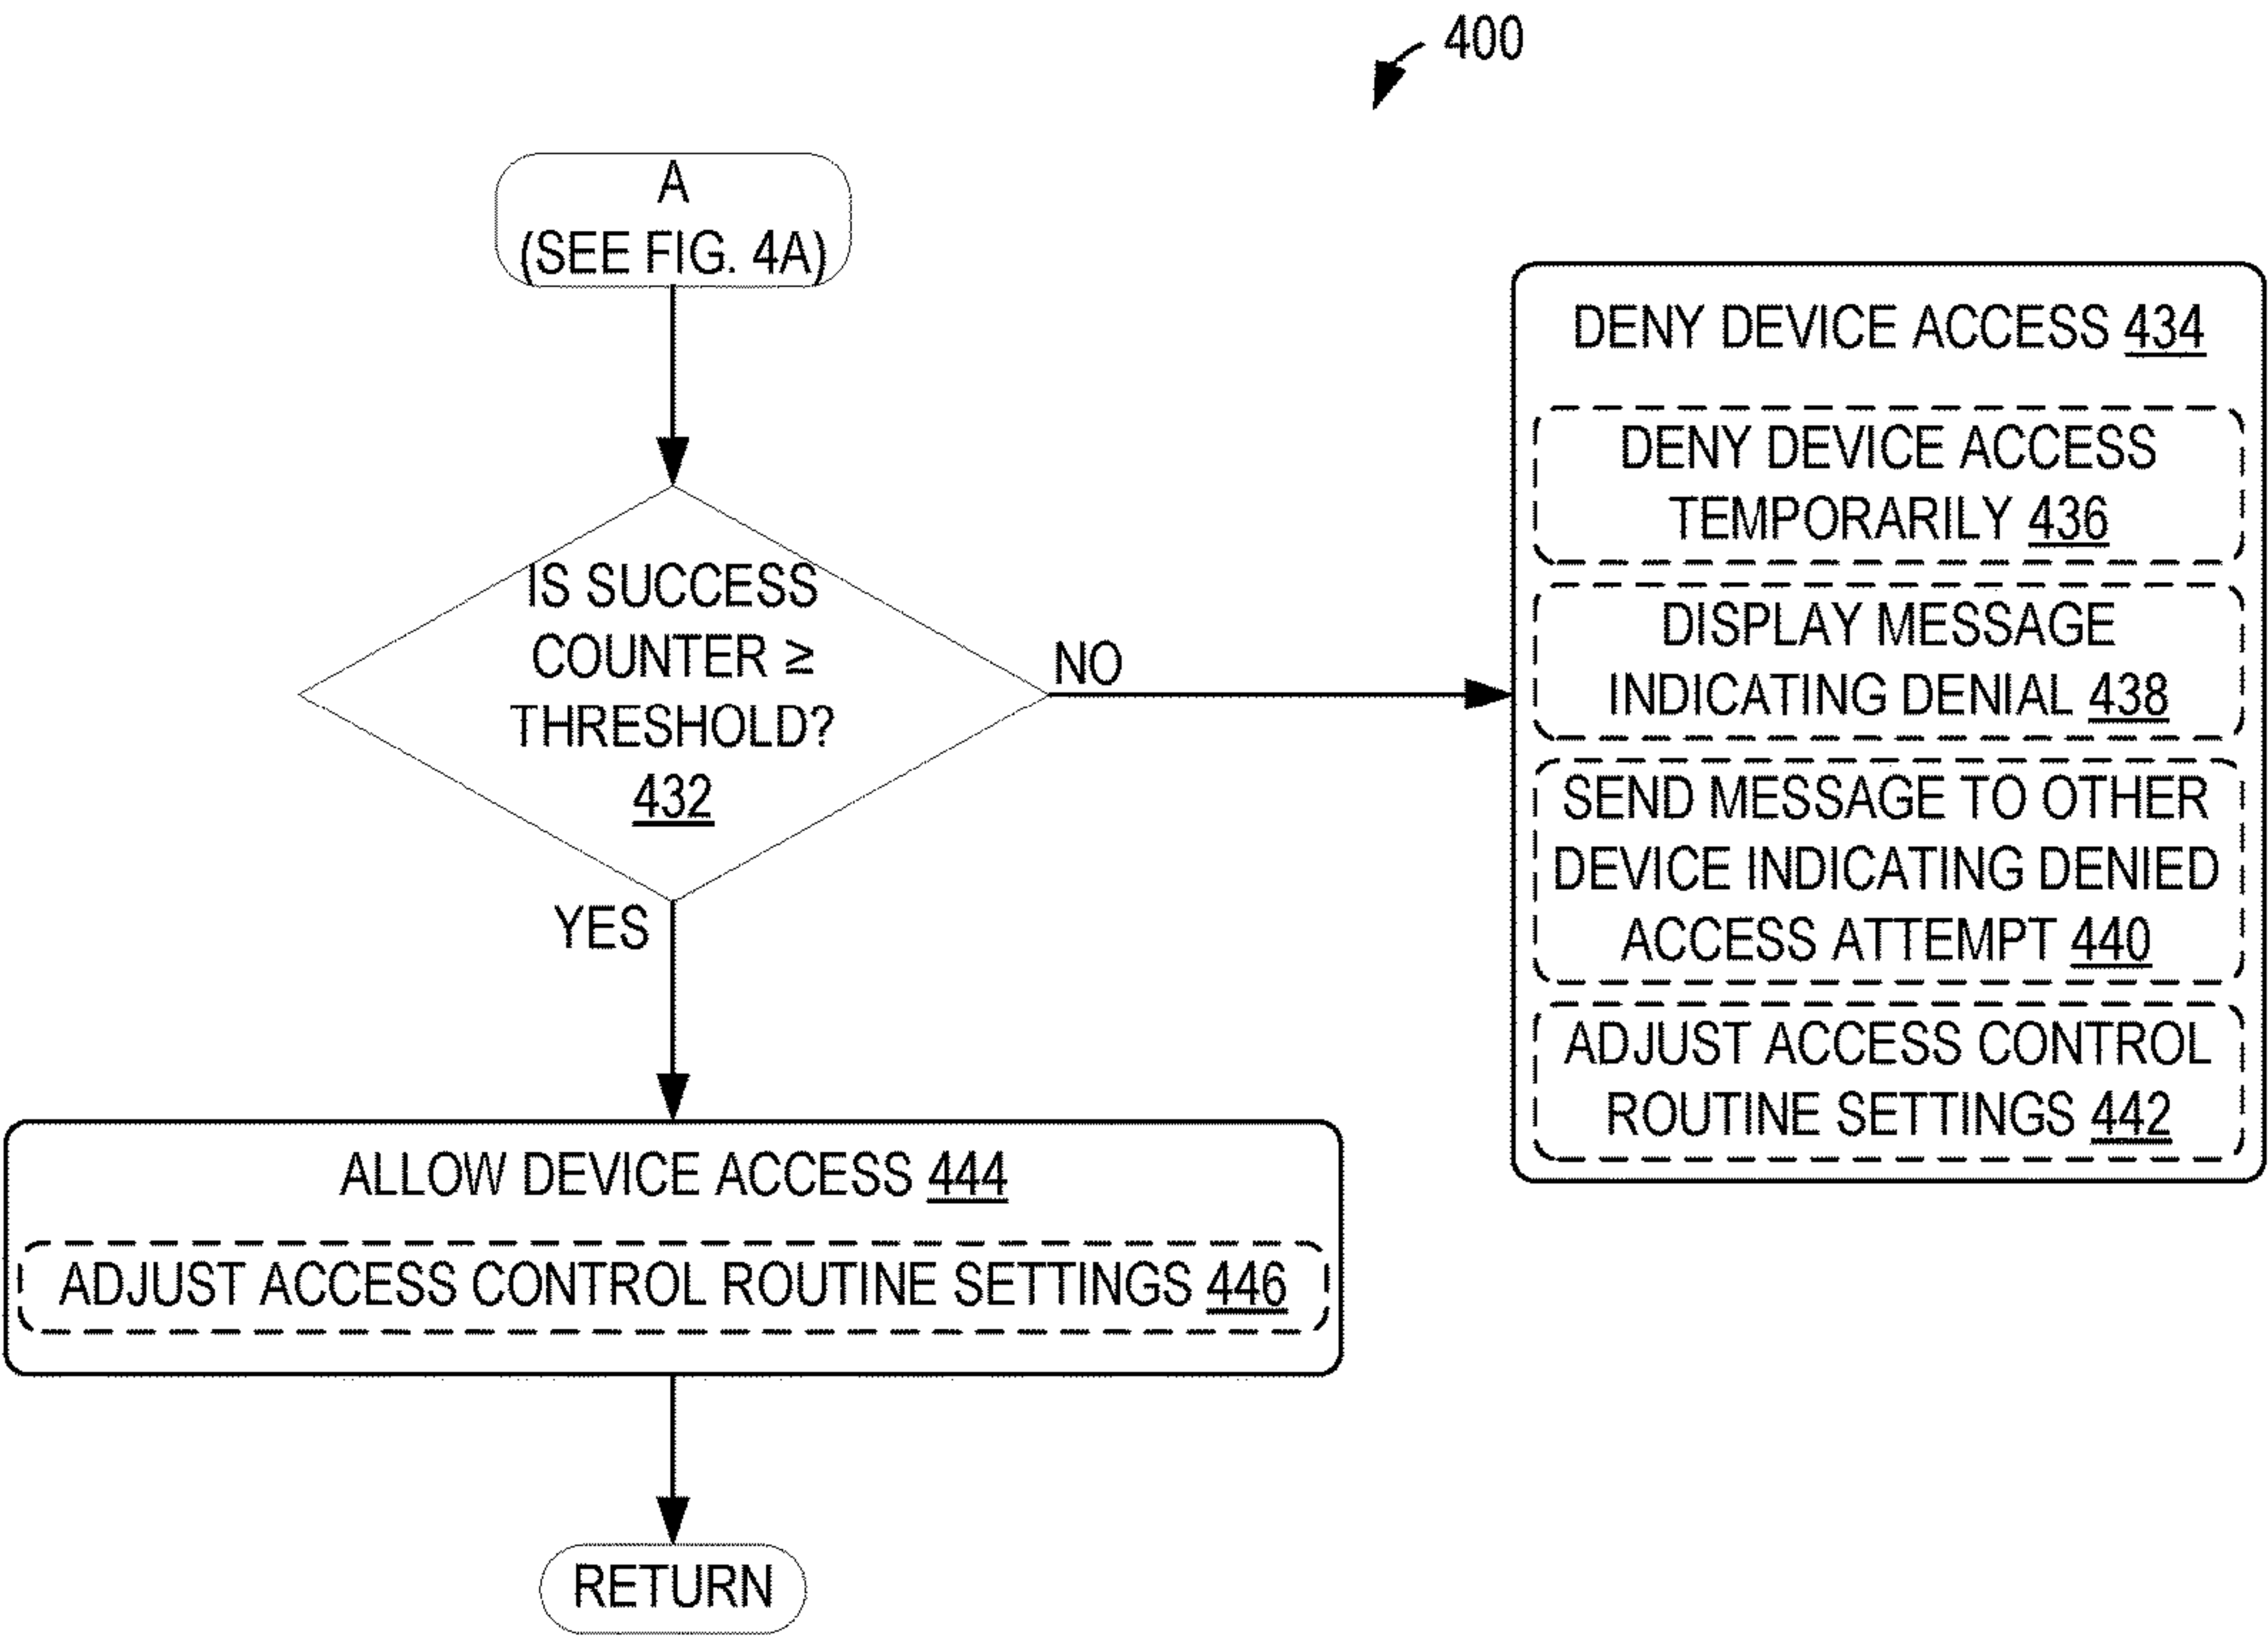 400
A
(SEE FIG. 4A)
IS SUCCESS
COUNTER ≥
THRESHOLD?
432
NO
YES
DENY DEVICE ACCESS 434
DENY DEVICE ACCESS
TEMPORARILY 436
DISPLAY MESSAGE
INDICATING DENIAL 438
SEND MESSAGE TO OTHER
DEVICE INDICATING DENIED
ACCESS ATTEMPT 440
ADJUST ACCESS CONTROL
ROUTINE SETTINGS 442
ALLOW DEVICE ACCESS 444
ADJUST ACCESS CONTROL ROUTINE SETTINGS 446
RETURN